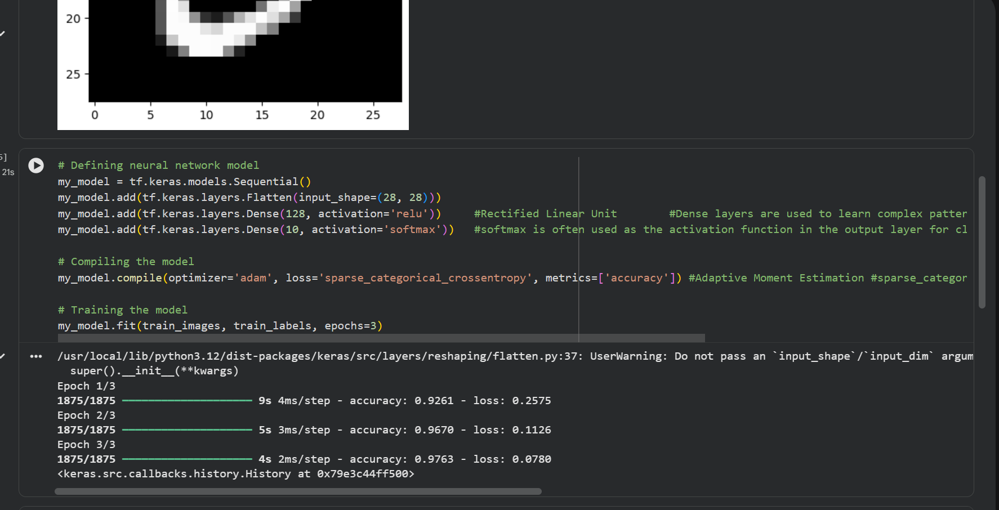 20
25
0 5 10 15 20 25
5]
21s
# Defining neural network model
my_model = tf.keras.models.Sequential()
my_model.add(tf.keras.layers.Flatten(input_shape=(28, 28)))
my_model.add(tf.keras.layers.Dense(128, activation='relu')) #Rectified Linear Unit #Dense layers are used to learn complex patter
my_model.add(tf.keras.layers.Dense(10, activation='softmax')) #softmax is often used as the activation function in the output layer for cl
# Compiling the model
my_model.compile(optimizer='adam', loss='sparse_categorical_crossentropy', metrics=['accuracy']) #Adaptive Moment Estimation #sparse_categor
# Training the model
my_model.fit(train_images, train_labels, epochs=3)
/usr/local/lib/python3.12/dist-packages/keras/src/layers/reshaping/flatten.py:37: UserWarning: Do not pass an `input_shape`/`input_dim` argum
super().__init__(**kwargs)
Epoch 1/3
1875/1875 9s 4ms/step - accuracy: 0.9261 - loss: 0.2575
Epoch 2/3
1875/1875 5s 3ms/step - accuracy: 0.9670 - loss: 0.1126
Epoch 3/3
1875/1875 4s 2ms/step - accuracy: 0.9763 - loss: 0.0780
<keras.src.callbacks.history.History at 0x79e3c44ff500>